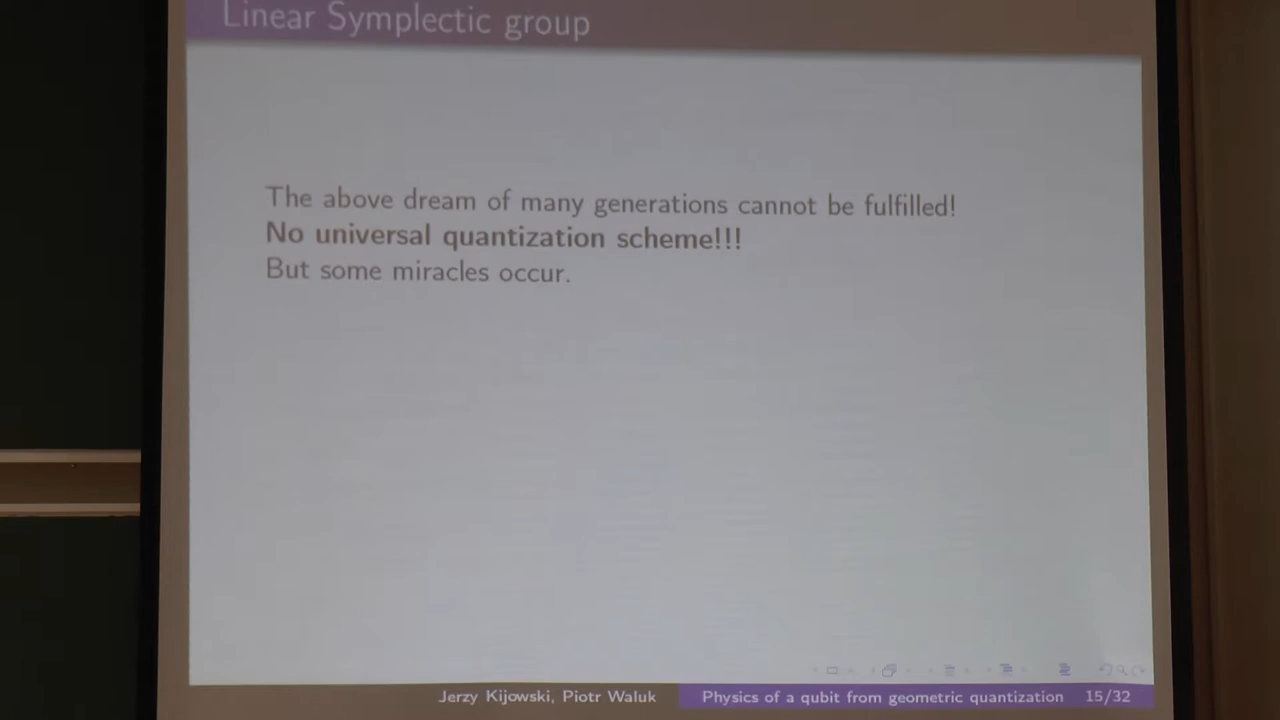 Linear Symplectic group
The above dream of many generations cannot be fulfilled!
No universal quantization scheme!!!
But some miracles occur.
Jerzy Kijowski, Piotr Waluk
Physics of a qubit from geometric quantization
15/32